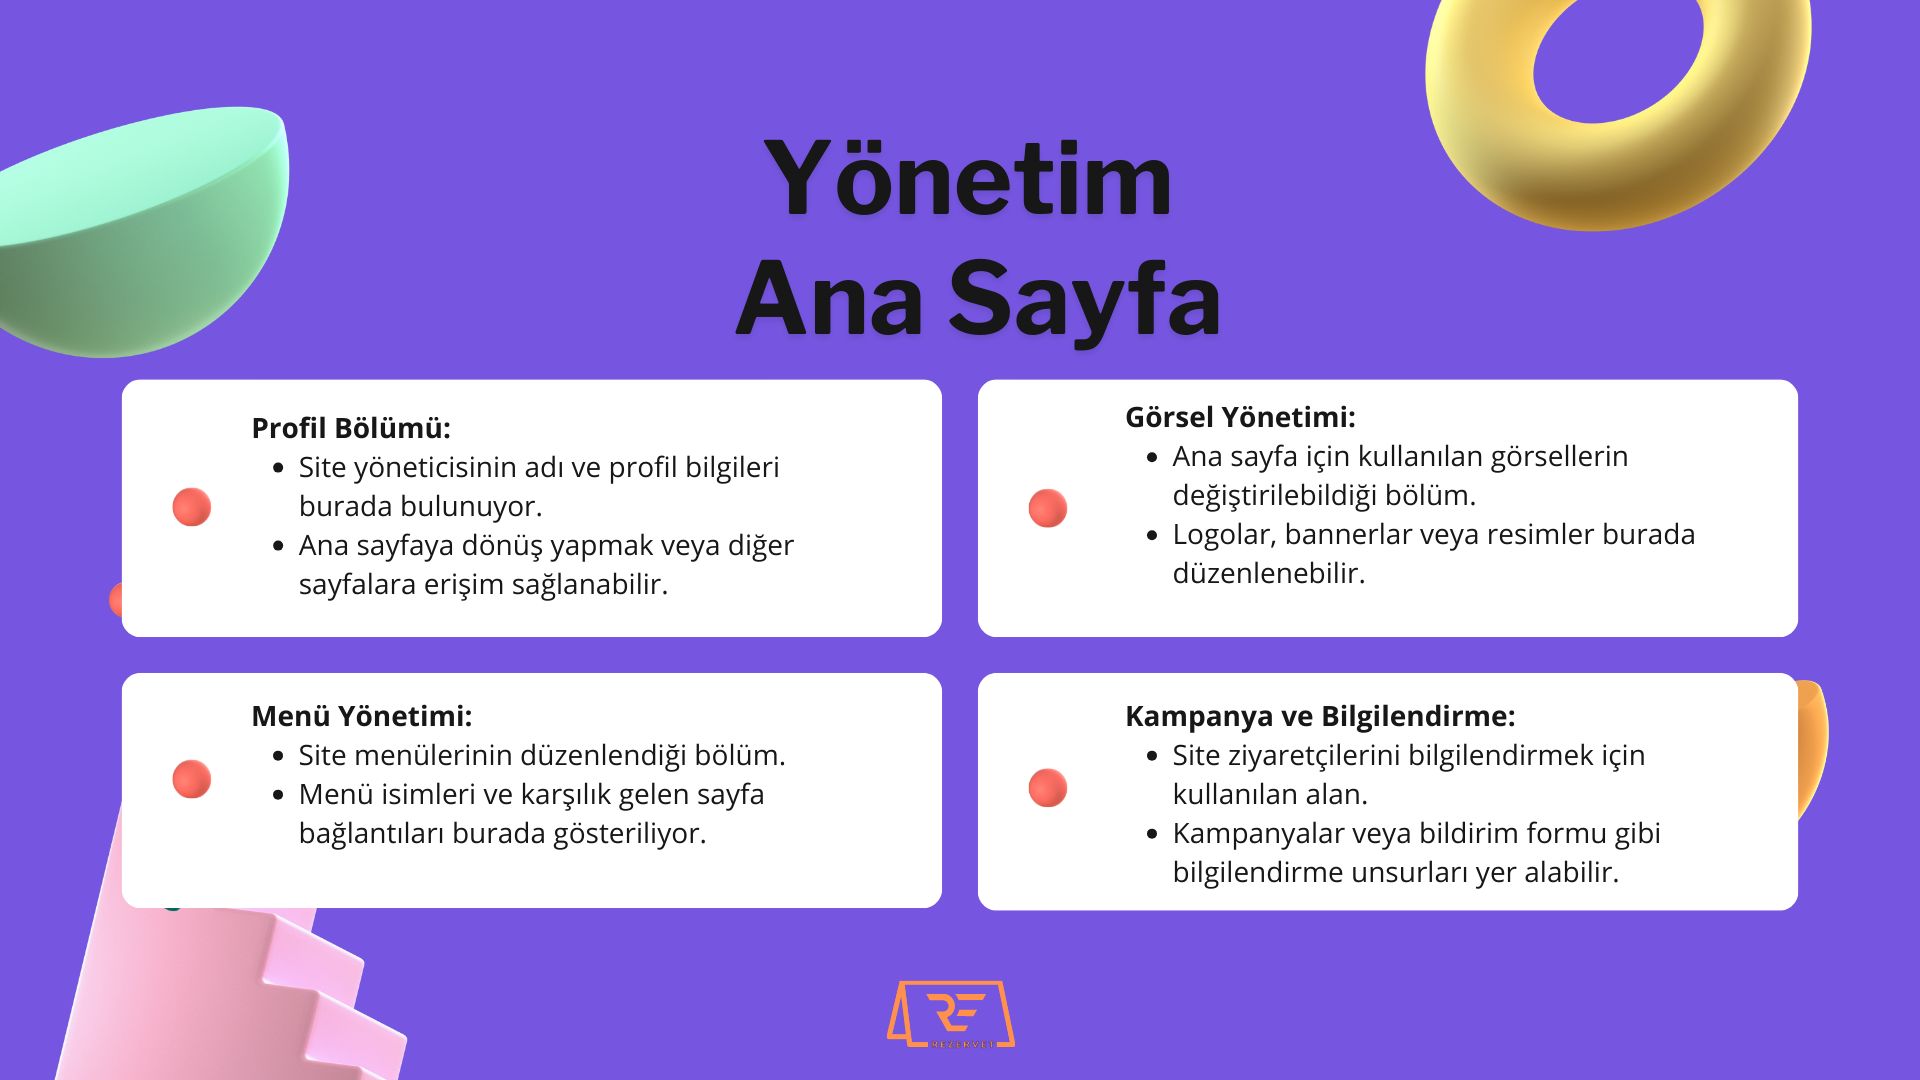 Yönetim
Ana Sayfa
Profil Bölümü:
• Site yöneticisinin adı ve profil bilgileri
burada bulunuyor.
• Ana sayfaya dönüş yapmak veya diğer
sayfalara erişim sağlanabilir.
Görsel Yönetimi:
• Ana sayfa için kullanılan görsellerin
değiştirilebildiği bölüm.
• Logolar, bannerlar veya resimler burada
düzenlenebilir.
Menü Yönetimi:
• Site menülerinin düzenlendiği bölüm.
• Menü isimleri ve karşılık gelen sayfa
bağlantıları burada gösteriliyor.
Kampanya ve Bilgilendirme:
• Site ziyaretçilerini bilgilendirmek için
kullanılan alan.
• Kampanyalar veya bildirim formu gibi
bilgilendirme unsurları yer alabilir.
RE
REZERVET